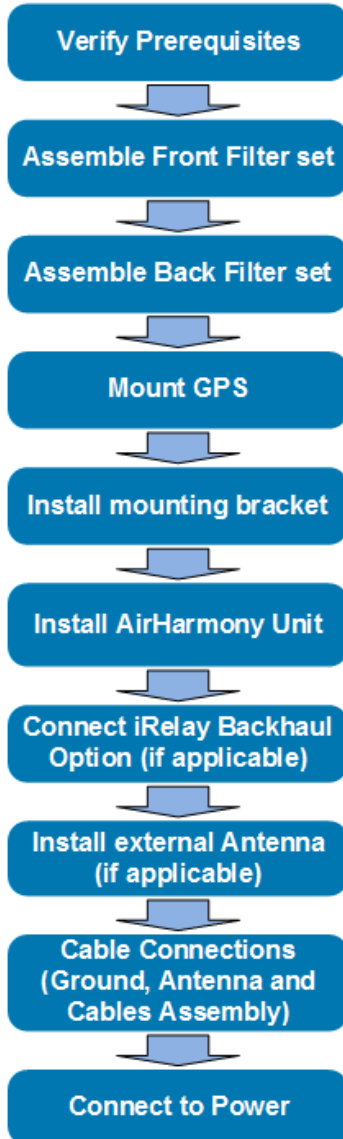 Verify Prerequisites
Assemble Front Filter set
Assemble Back Filter set
Mount GPS
Install mounting bracket
Install AirHarmony Unit
Connect iRelay Backhaul
Option (if applicable)
Install external Antenna
(if applicable)
Cable Connections
(Ground, Antenna and
Cables Assembly)
Connect to Power